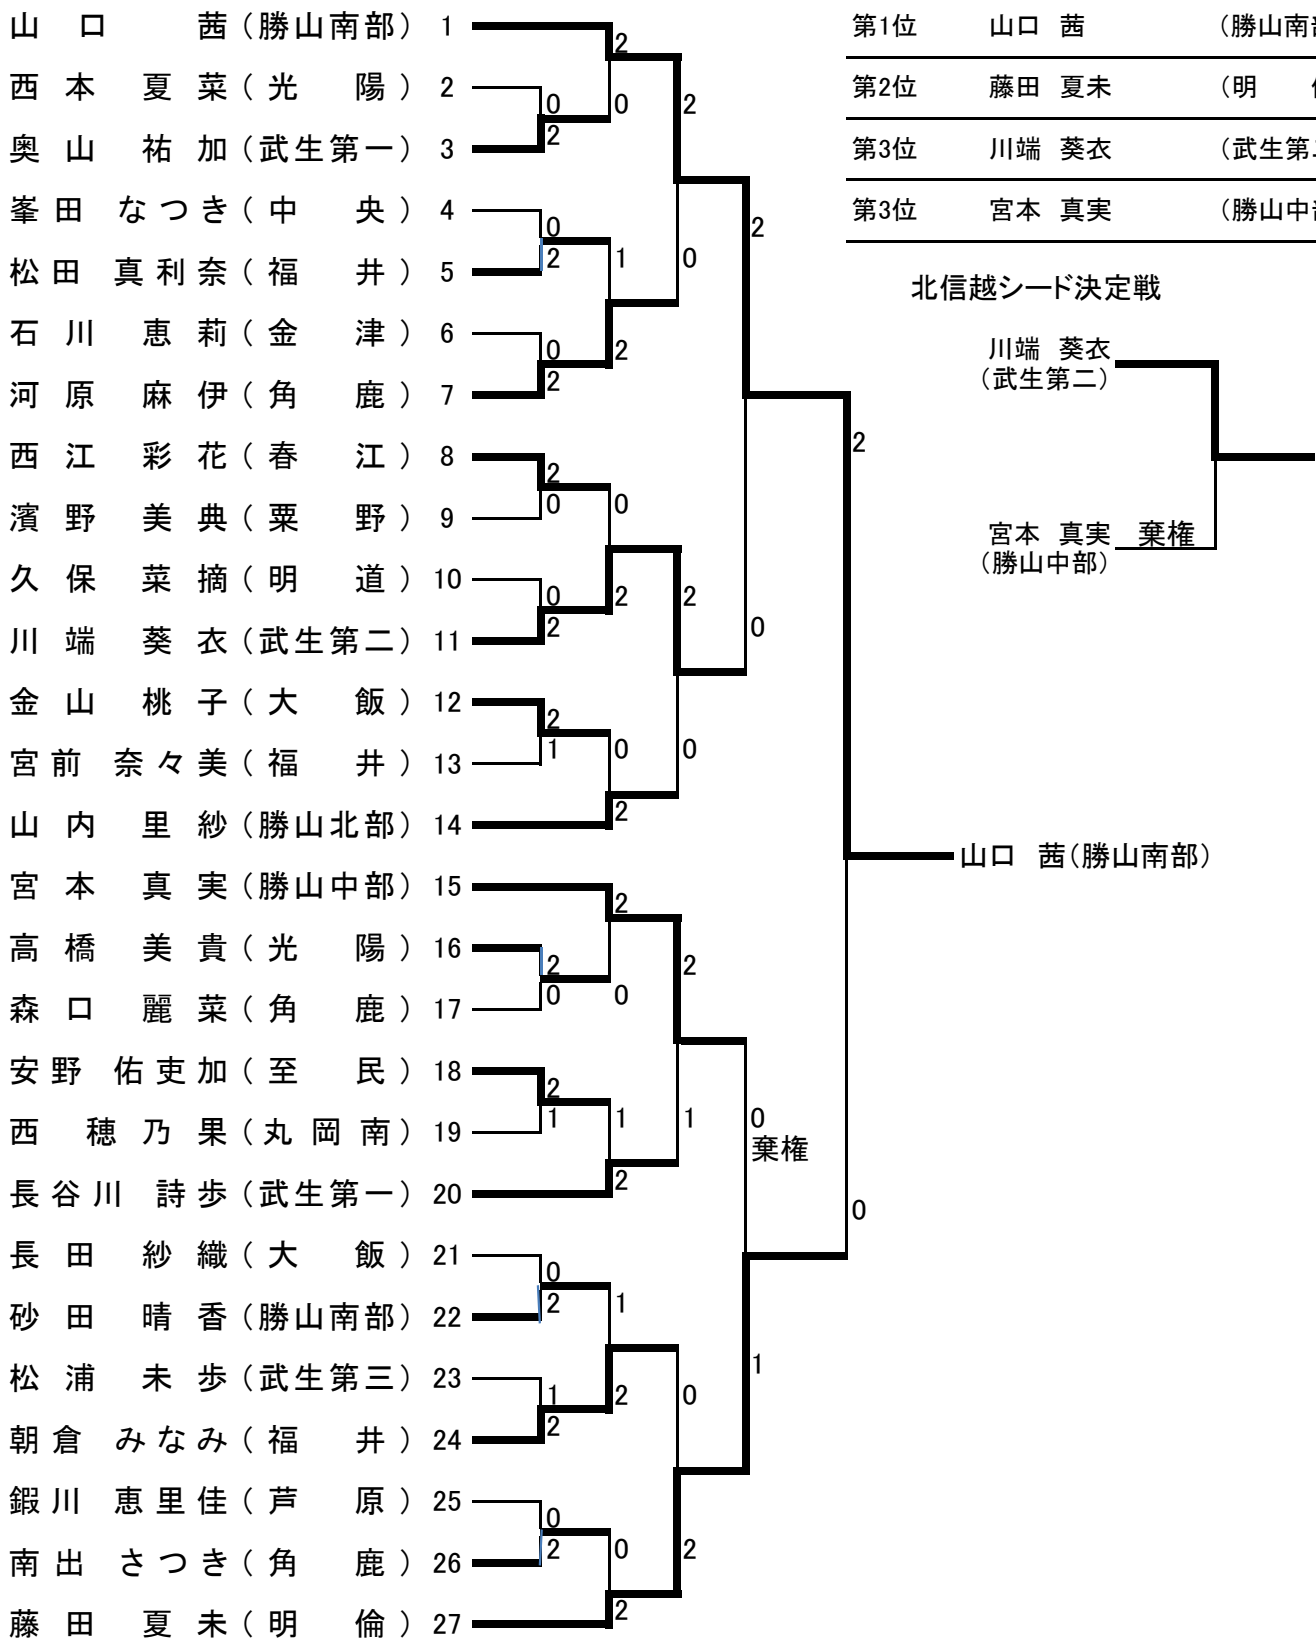 山口 茜(勝山南部) 1
西本 夏菜(光陽) 2
奥山 祐加(武生第一) 3
峯田 なつき(中央) 4
松田 真利奈(福井) 5
石川 恵莉(金津) 6
河原 麻伊(角鹿) 7
西江 彩花(春江) 8
濱野 美典(粟野) 9
久保 菜摘(明道) 10
川端 葵衣(武生第二) 11
金山 桃子(大飯) 12
宮前 奈々美(福井) 13
山内 里紗(勝山北部) 14
宮本 真実(勝山中部) 15
高橋 美貴(光陽) 16
森口 麗菜(角鹿) 17
安野 佑吏加(至民) 18
西 穂乃果(丸岡南) 19
長谷川 詩歩(武生第一) 20
長田 紗織(大飯) 21
砂田 晴香(勝山南部) 22
松浦 未歩(武生第三) 23
朝倉 みなみ(福井) 24
鍜川 恵里佳(芦原) 25
南出 さつき(角鹿) 26
藤田 夏未(明倫) 27
0
2
0
2
0
2
2
0
0
2
2
1
2
0
2
1
0
2
1
2
0
2
2
0
1
2
0
2
0
2
2
0
1
2
1
2
0
2
2
0
2
0
2
1
0
2
2
0
0
棄権
1
2
0
山口 茜(勝山南部)
第1位 山口 茜 (勝山南
第2位 藤田 夏未 (明
第3位 川端 葵衣 (武生第
第3位 宮本 真実 (勝山中
北信越シード決定戦
川端 葵衣
(武生第二)
宮本 真実 棄権
(勝山中部)